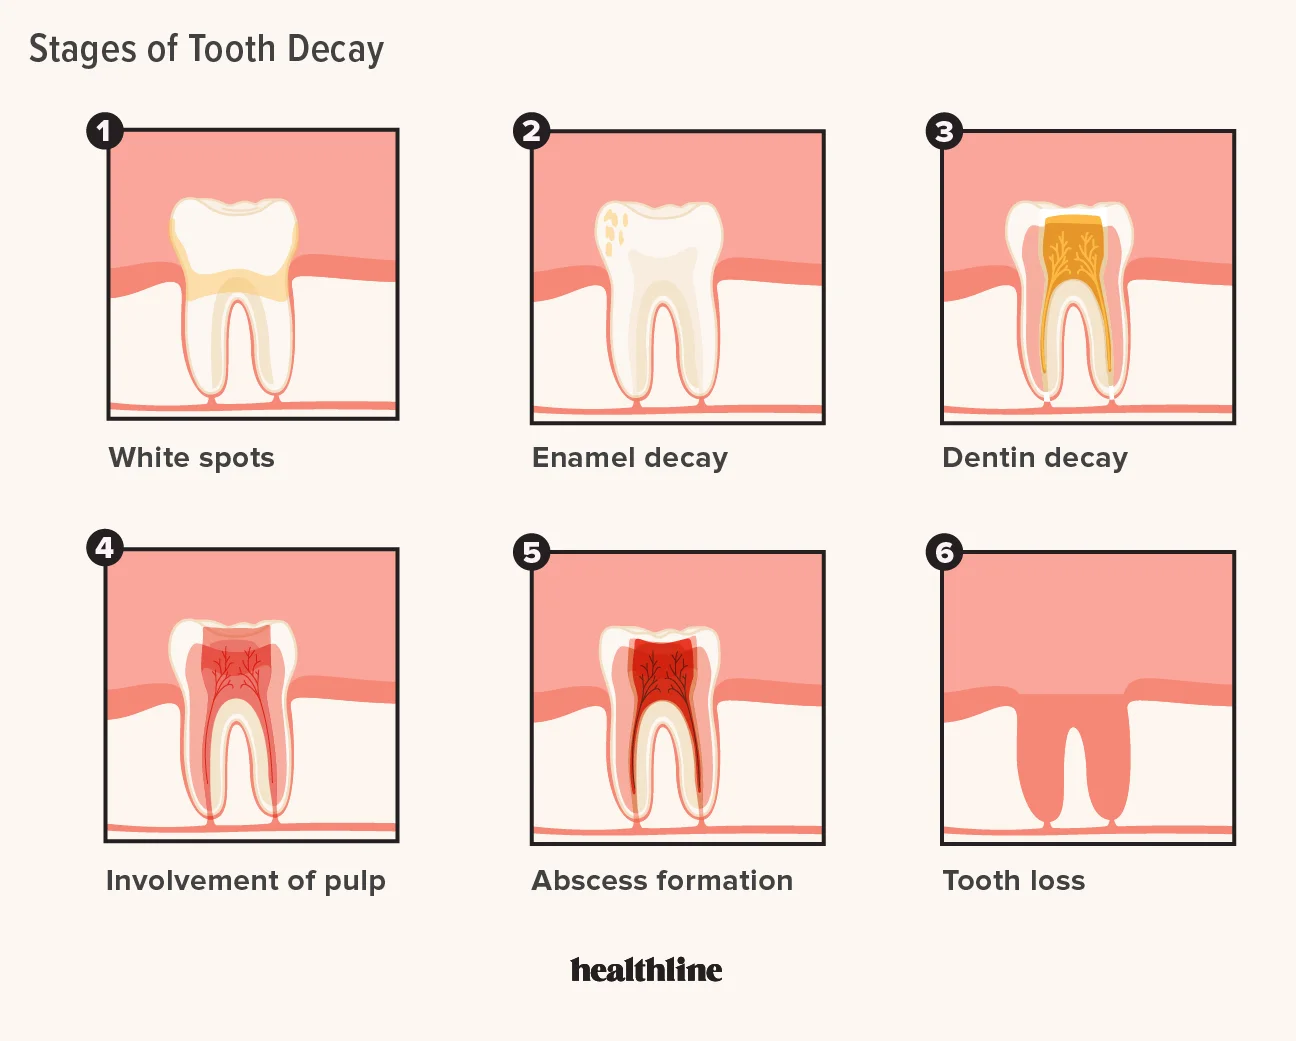 Stages of Tooth Decay
1
2
3
White spots
Enamel decay
Dentin decay
4
5
6
Involvement of pulp
Abscess formation
Tooth loss
healthline